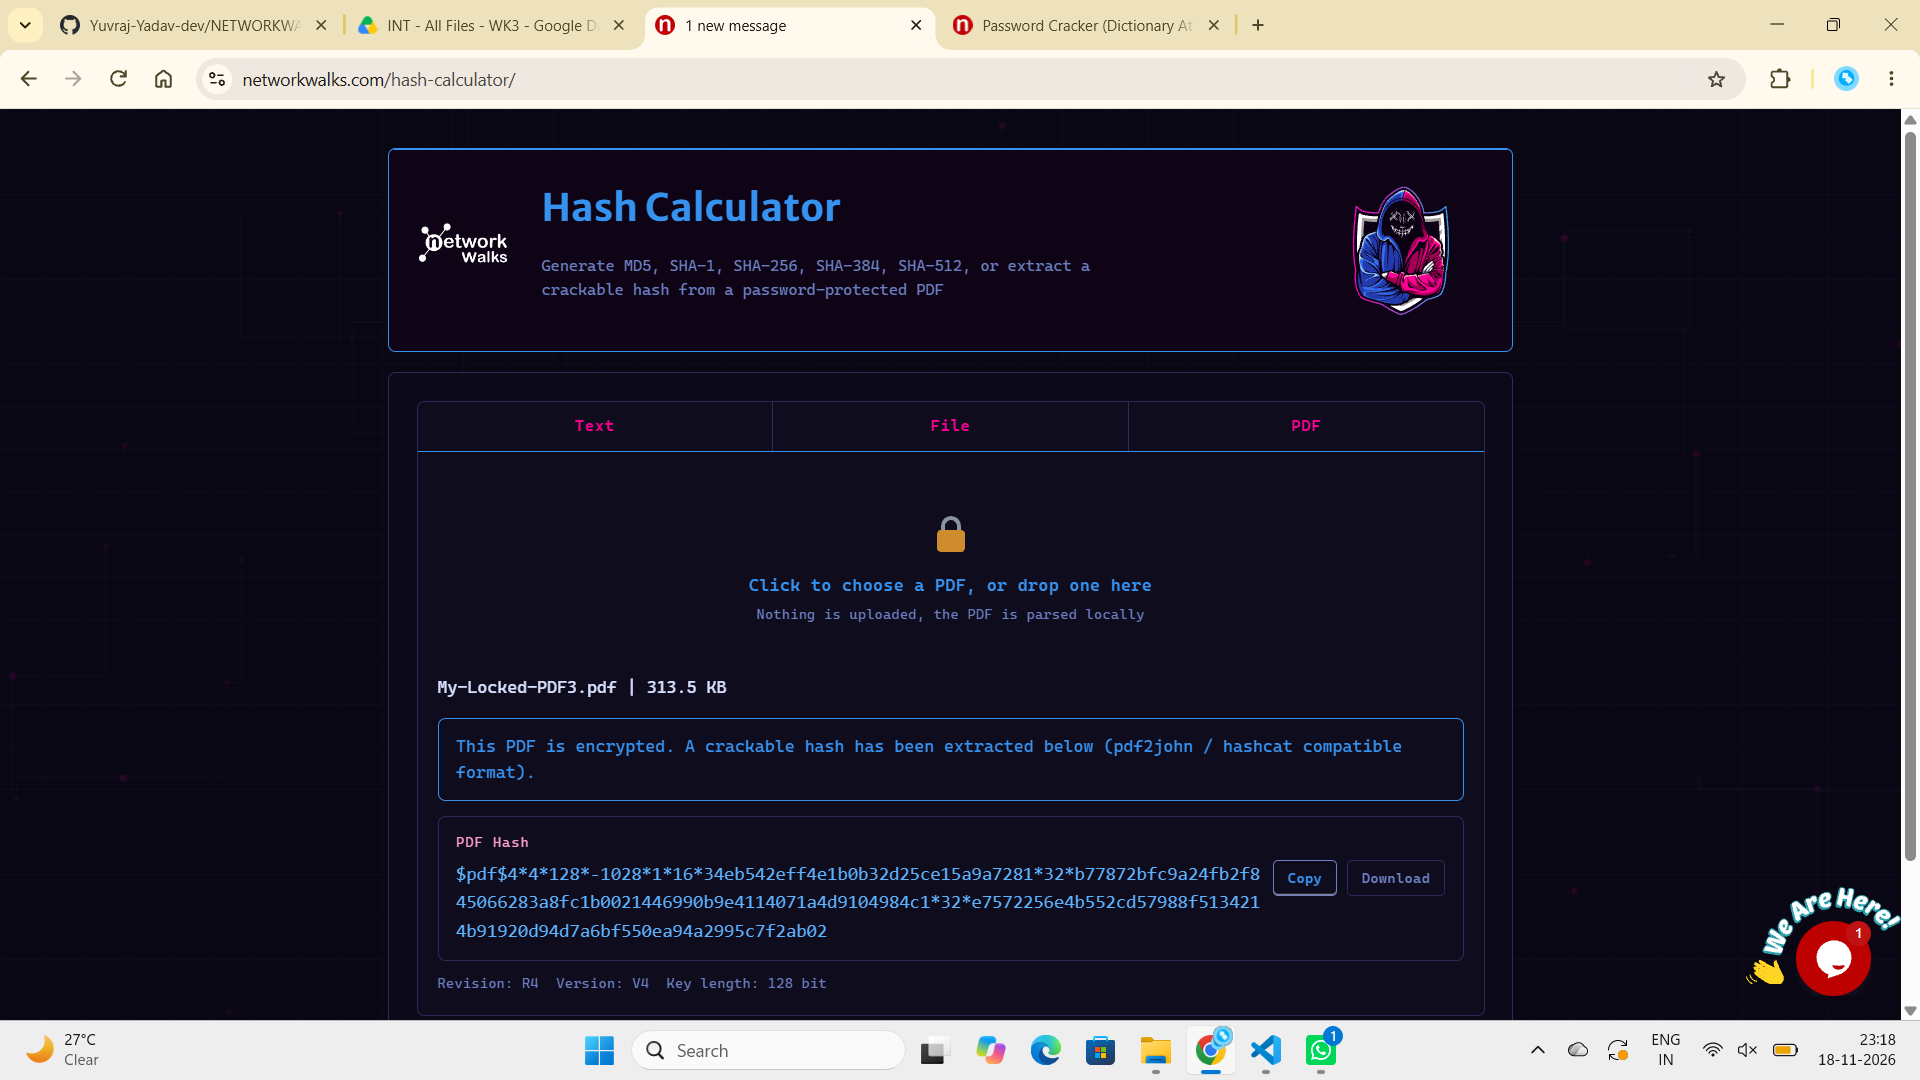 Yuvraj-Yadav-dev/NETWORKWA
INT - All Files - WK3 - Google D
1 new message
Password Cracker (Dictionary At
networkwalks.com/hash-calculator/
network
Walks
Hash Calculator
Generate MD5, SHA-1, SHA-256, SHA-384, SHA-512, or extract a
crackable hash from a password-protected PDF
Text
File
PDF
Click to choose a PDF, or drop one here
Nothing is uploaded, the PDF is parsed locally
My-Locked-PDF3.pdf | 313.5 KB
This PDF is encrypted. A crackable hash has been extracted below (pdf2john / hashcat compatible
format).
PDF Hash
$pdf$4*4*128*-1028*1*16*34eb542eff4e1b0b32d25ce15a9a7281*32*b77872bfc9a24fb2f8
45066283a8fc1b0021446990b9e4114071a4d9104984c1*32*e7572256e4b552cd57988f513421
4b91920d94d7a6bf550ea94a2995c7f2ab02
Copy
Download
Revision: R4 Version: V4 Key length: 128 bit
We Are Here!
1
27°C
Clear
Search
1
ENG
IN
23:18
18-11-2026